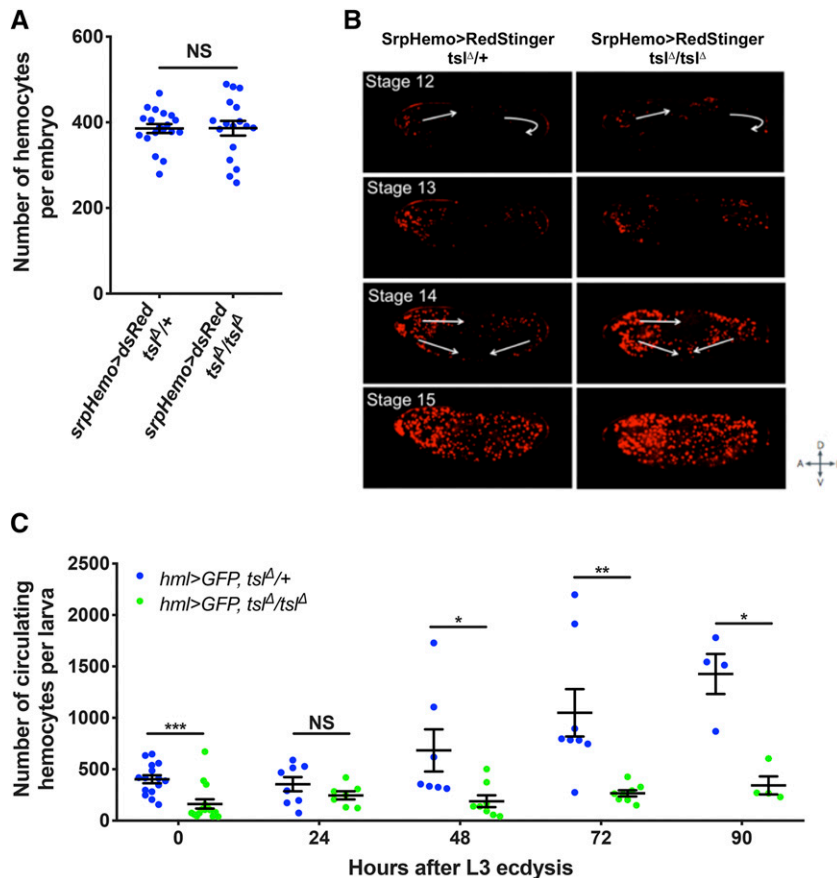 A
Number of hemocytes
per embryo
600
400
200
0
NS
srpHemo>dsRed
tslΔ/+
srpHemo>dsRed
tslΔ/tslΔ
B
SrpHemo>RedStinger
tslΔ/+
SrpHemo>RedStinger
tslΔ/tslΔ
Stage 12
Stage 13
Stage 14
Stage 15
D
A
V
C
Number of circulating
hemocytes per larva
2500
2000
1500
1000
500
0
hml>GFP, tslΔ/+
hml>GFP, tslΔ/tslΔ
***
NS
*
**
*
0 24 48 72 90
Hours after L3 ecdysis